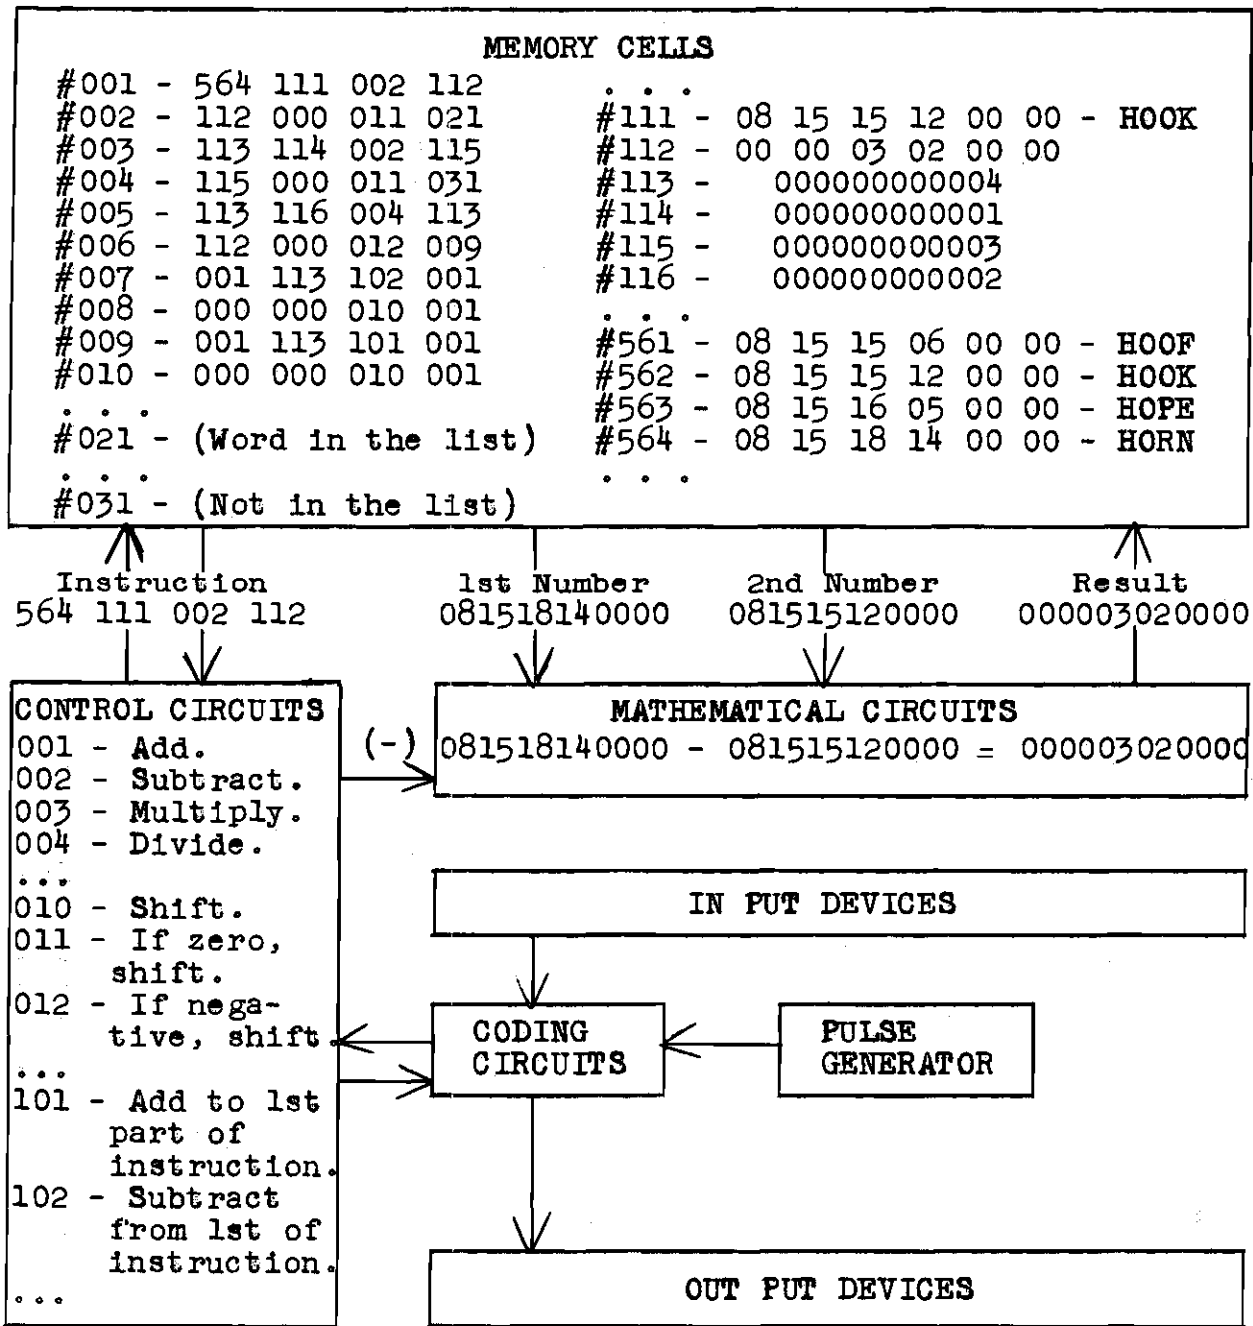 MEMORY CELLS
#001 - 564 111 002 112
#002 - 112 000 011 021
#003 - 113 114 002 115
#004 - 115 000 011 031
#005 - 113 116 004 113
#006 - 112 000 012 009
#007 - 001 113 102 001
#008 - 000 000 010 001
#009 - 001 113 101 001
#010 - 000 000 010 001
. . .
#021 - (Word in the list)
. . .
#031 - (Not in the list)
. . .
#111 - 08 15 15 12 00 00 - HOOK
#112 - 00 00 03 02 00 00
#113 - 000000000004
#114 - 000000000001
#115 - 000000000003
#116 - 000000000002
. . .
#561 - 08 15 15 06 00 00 - HOOF
#562 - 08 15 15 12 00 00 - HOOK
#563 - 08 15 16 05 00 00 - HOPE
#564 - 08 15 18 14 00 00 - HORN
. . .
Instruction
564 111 002 112
1st Number
081518140000
2nd Number
081515120000
Result
000003020000
CONTROL CIRCUITS
001 - Add.
002 - Subtract.
003 - Multiply.
004 - Divide.
...
010 - Shift.
011 - If zero,
shift.
012 - If nega-
tive, shift.
...
101 - Add to 1st
part of
instruction.
102 - Subtract
from 1st of
instruction.
...
(-)
MATHEMATICAL CIRCUITS
081518140000 - 081515120000 = 000003020000
IN PUT DEVICES
CODING
CIRCUITS
PULSE
GENERATOR
OUT PUT DEVICES